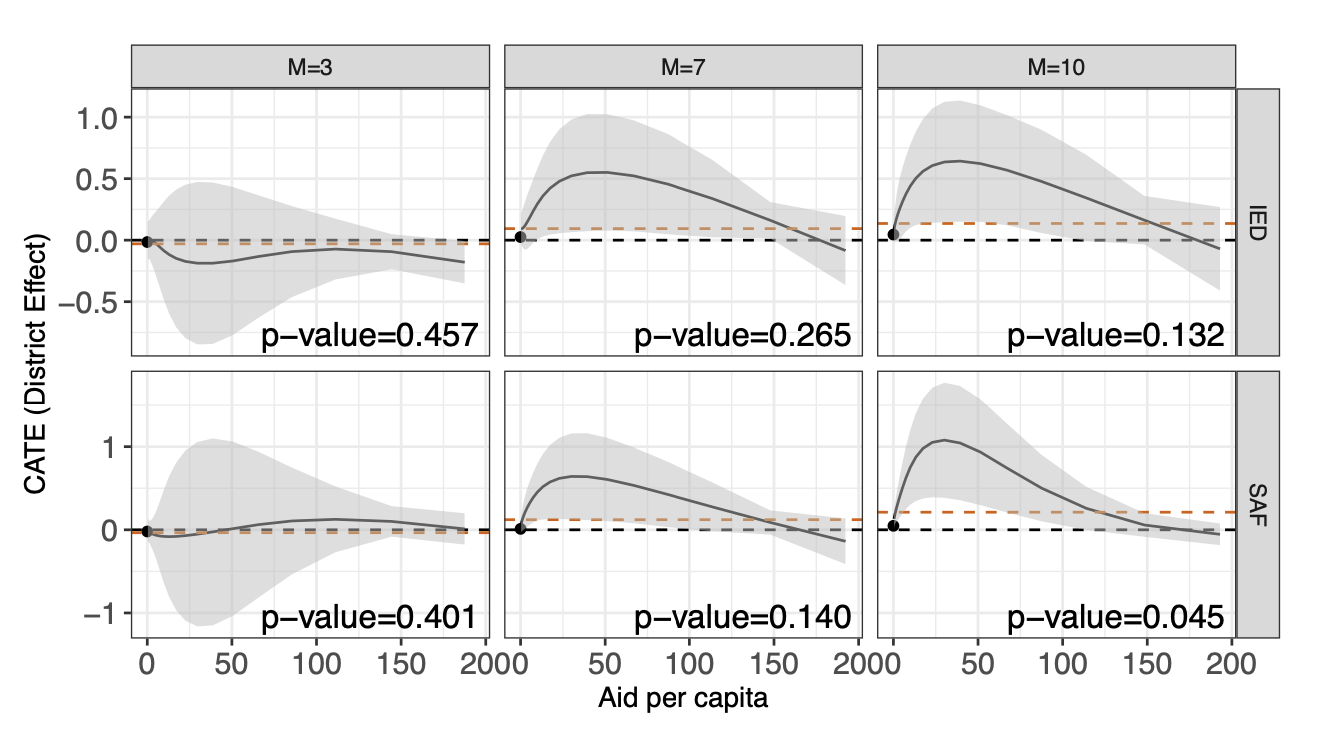 M=3 M=7 M=10
CATE (District Effect)
1.0
0.5
0.0
−0.5
p−value=0.457
p−value=0.265
p−value=0.132
IED
1
0
−1
p−value=0.401
p−value=0.140
p−value=0.045
SAF
0 50 100 150 200 0 50 100 150 200 0 50 100 150 200
Aid per capita